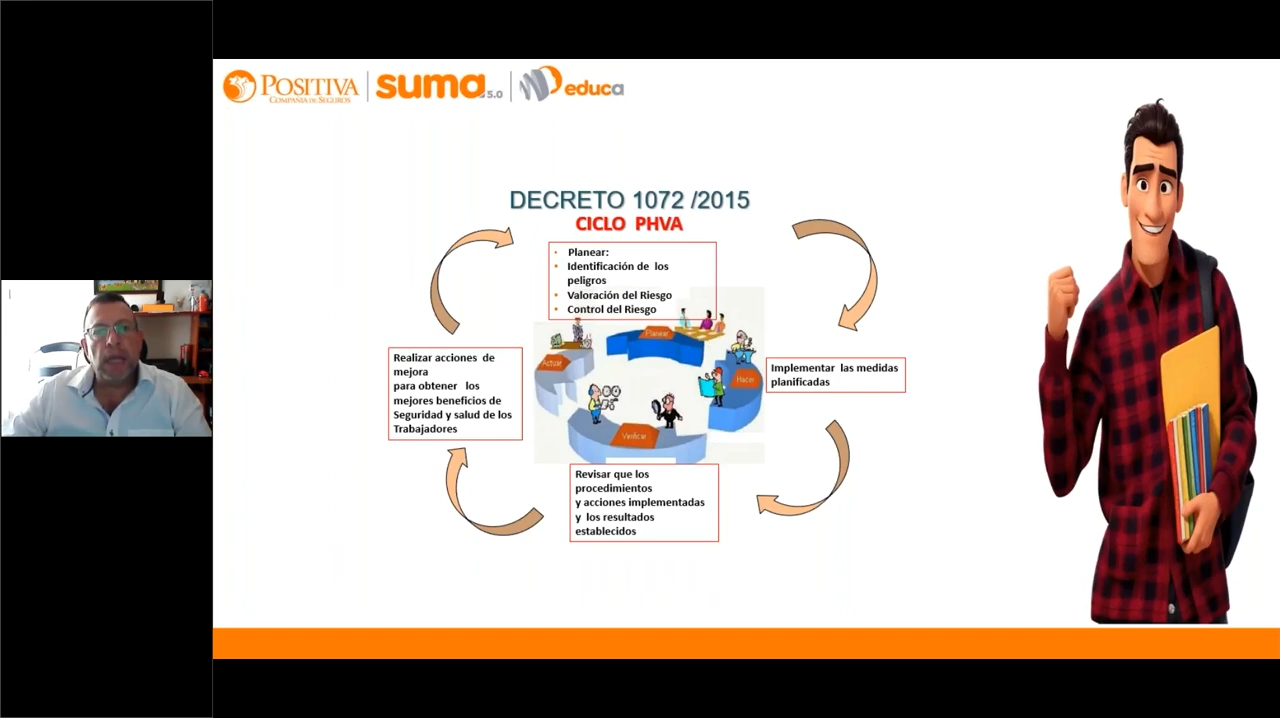 POSITIVA
COMPAÑÍA DE SEGUROS
suma 5.0
educa
DECRETO 1072 /2015
CICLO PHVA
• Planear:
• Identificación de los
peligros
• Valoración del Riesgo
• Control del Riesgo
Planear
Actuar
Hacer
Verificar
Realizar acciones de
mejora
para obtener los
mejores beneficios de
Seguridad y salud de los
Trabajadores
Implementar las medidas
planificadas
Revisar que los
procedimientos
y acciones implementadas
y los resultados
establecidos